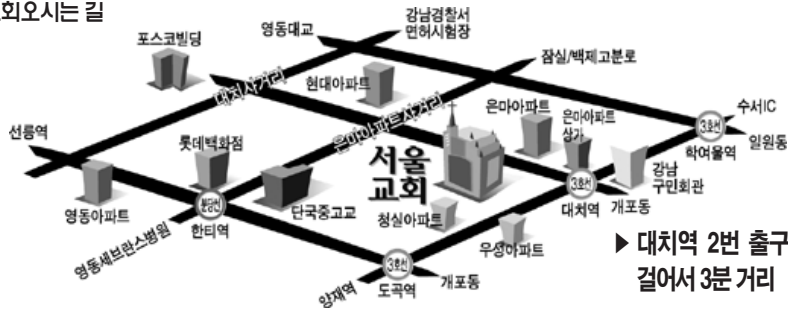 회오시는 길
강남경찰서
면허시험장
영동대교
포스코빌딩
잠실/백제고분로
대치사거리
현대아파트
수서IC
은마아파트
은마아파트
상가
3호선
학여울역
일원동
선릉역
롯데백화점
은마아파트사거리
서울
교회
강남
구민회관
3호선
대치역
개포동
영동아파트
분당선
한티역
단국중고교
청실아파트
우성아파트
영동세브란스병원
3호선
도곡역
개포동
양재역
▶ 대치역 2번 출구
걸어서 3분 거리